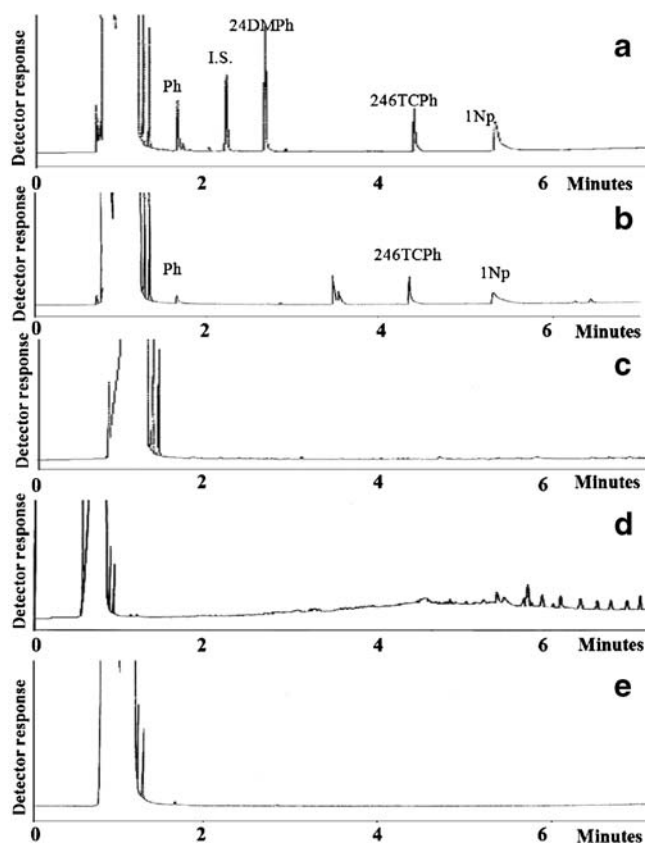 a
24DMPh
I.S.
Ph
246TCPh
1Np
Detector response
0 2 4 6 Minutes
b
Ph
246TCPh
1Np
Detector response
0 2 4 6 Minutes
c
Detector response
0 2 4 6 Minutes
d
Detector response
0 2 4 6 Minutes
e
Detector response
0 2 4 6 Minutes